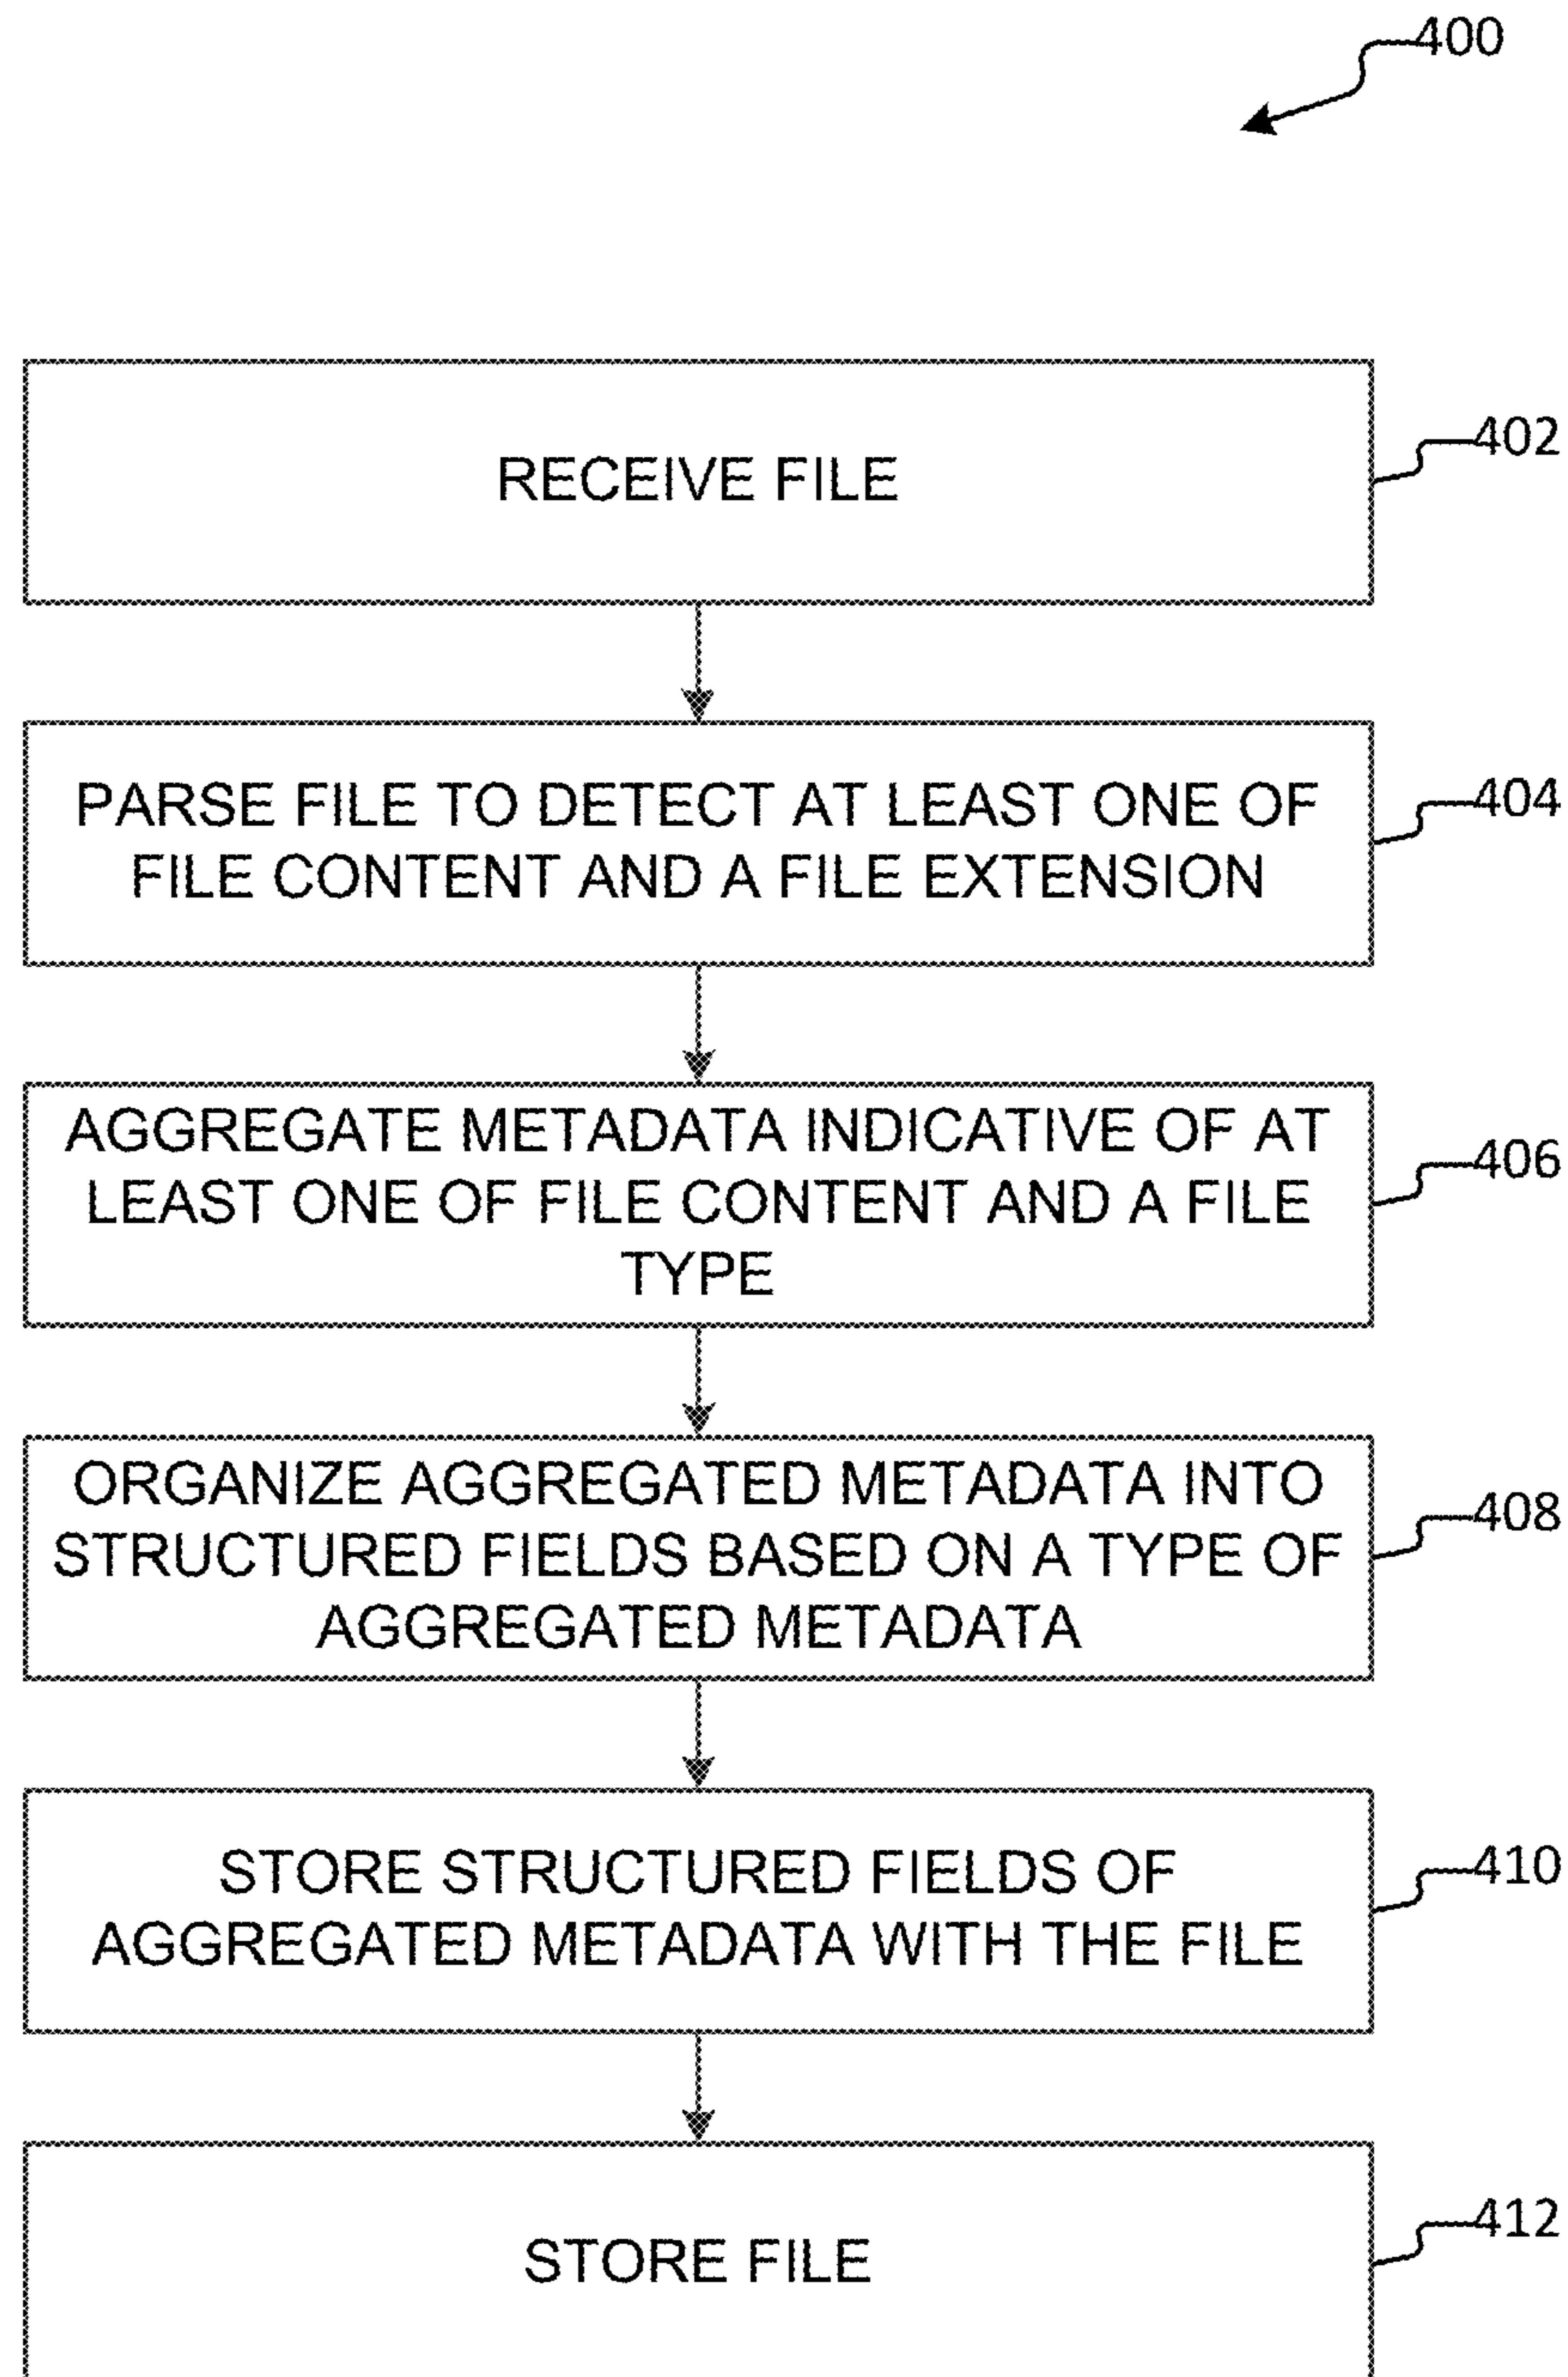 400
RECEIVE FILE
402
PARSE FILE TO DETECT AT LEAST ONE OF
FILE CONTENT AND A FILE EXTENSION
404
AGGREGATE METADATA INDICATIVE OF AT
LEAST ONE OF FILE CONTENT AND A FILE
TYPE
406
ORGANIZE AGGREGATED METADATA INTO
STRUCTURED FIELDS BASED ON A TYPE OF
AGGREGATED METADATA
408
STORE STRUCTURED FIELDS OF
AGGREGATED METADATA WITH THE FILE
410
STORE FILE
412